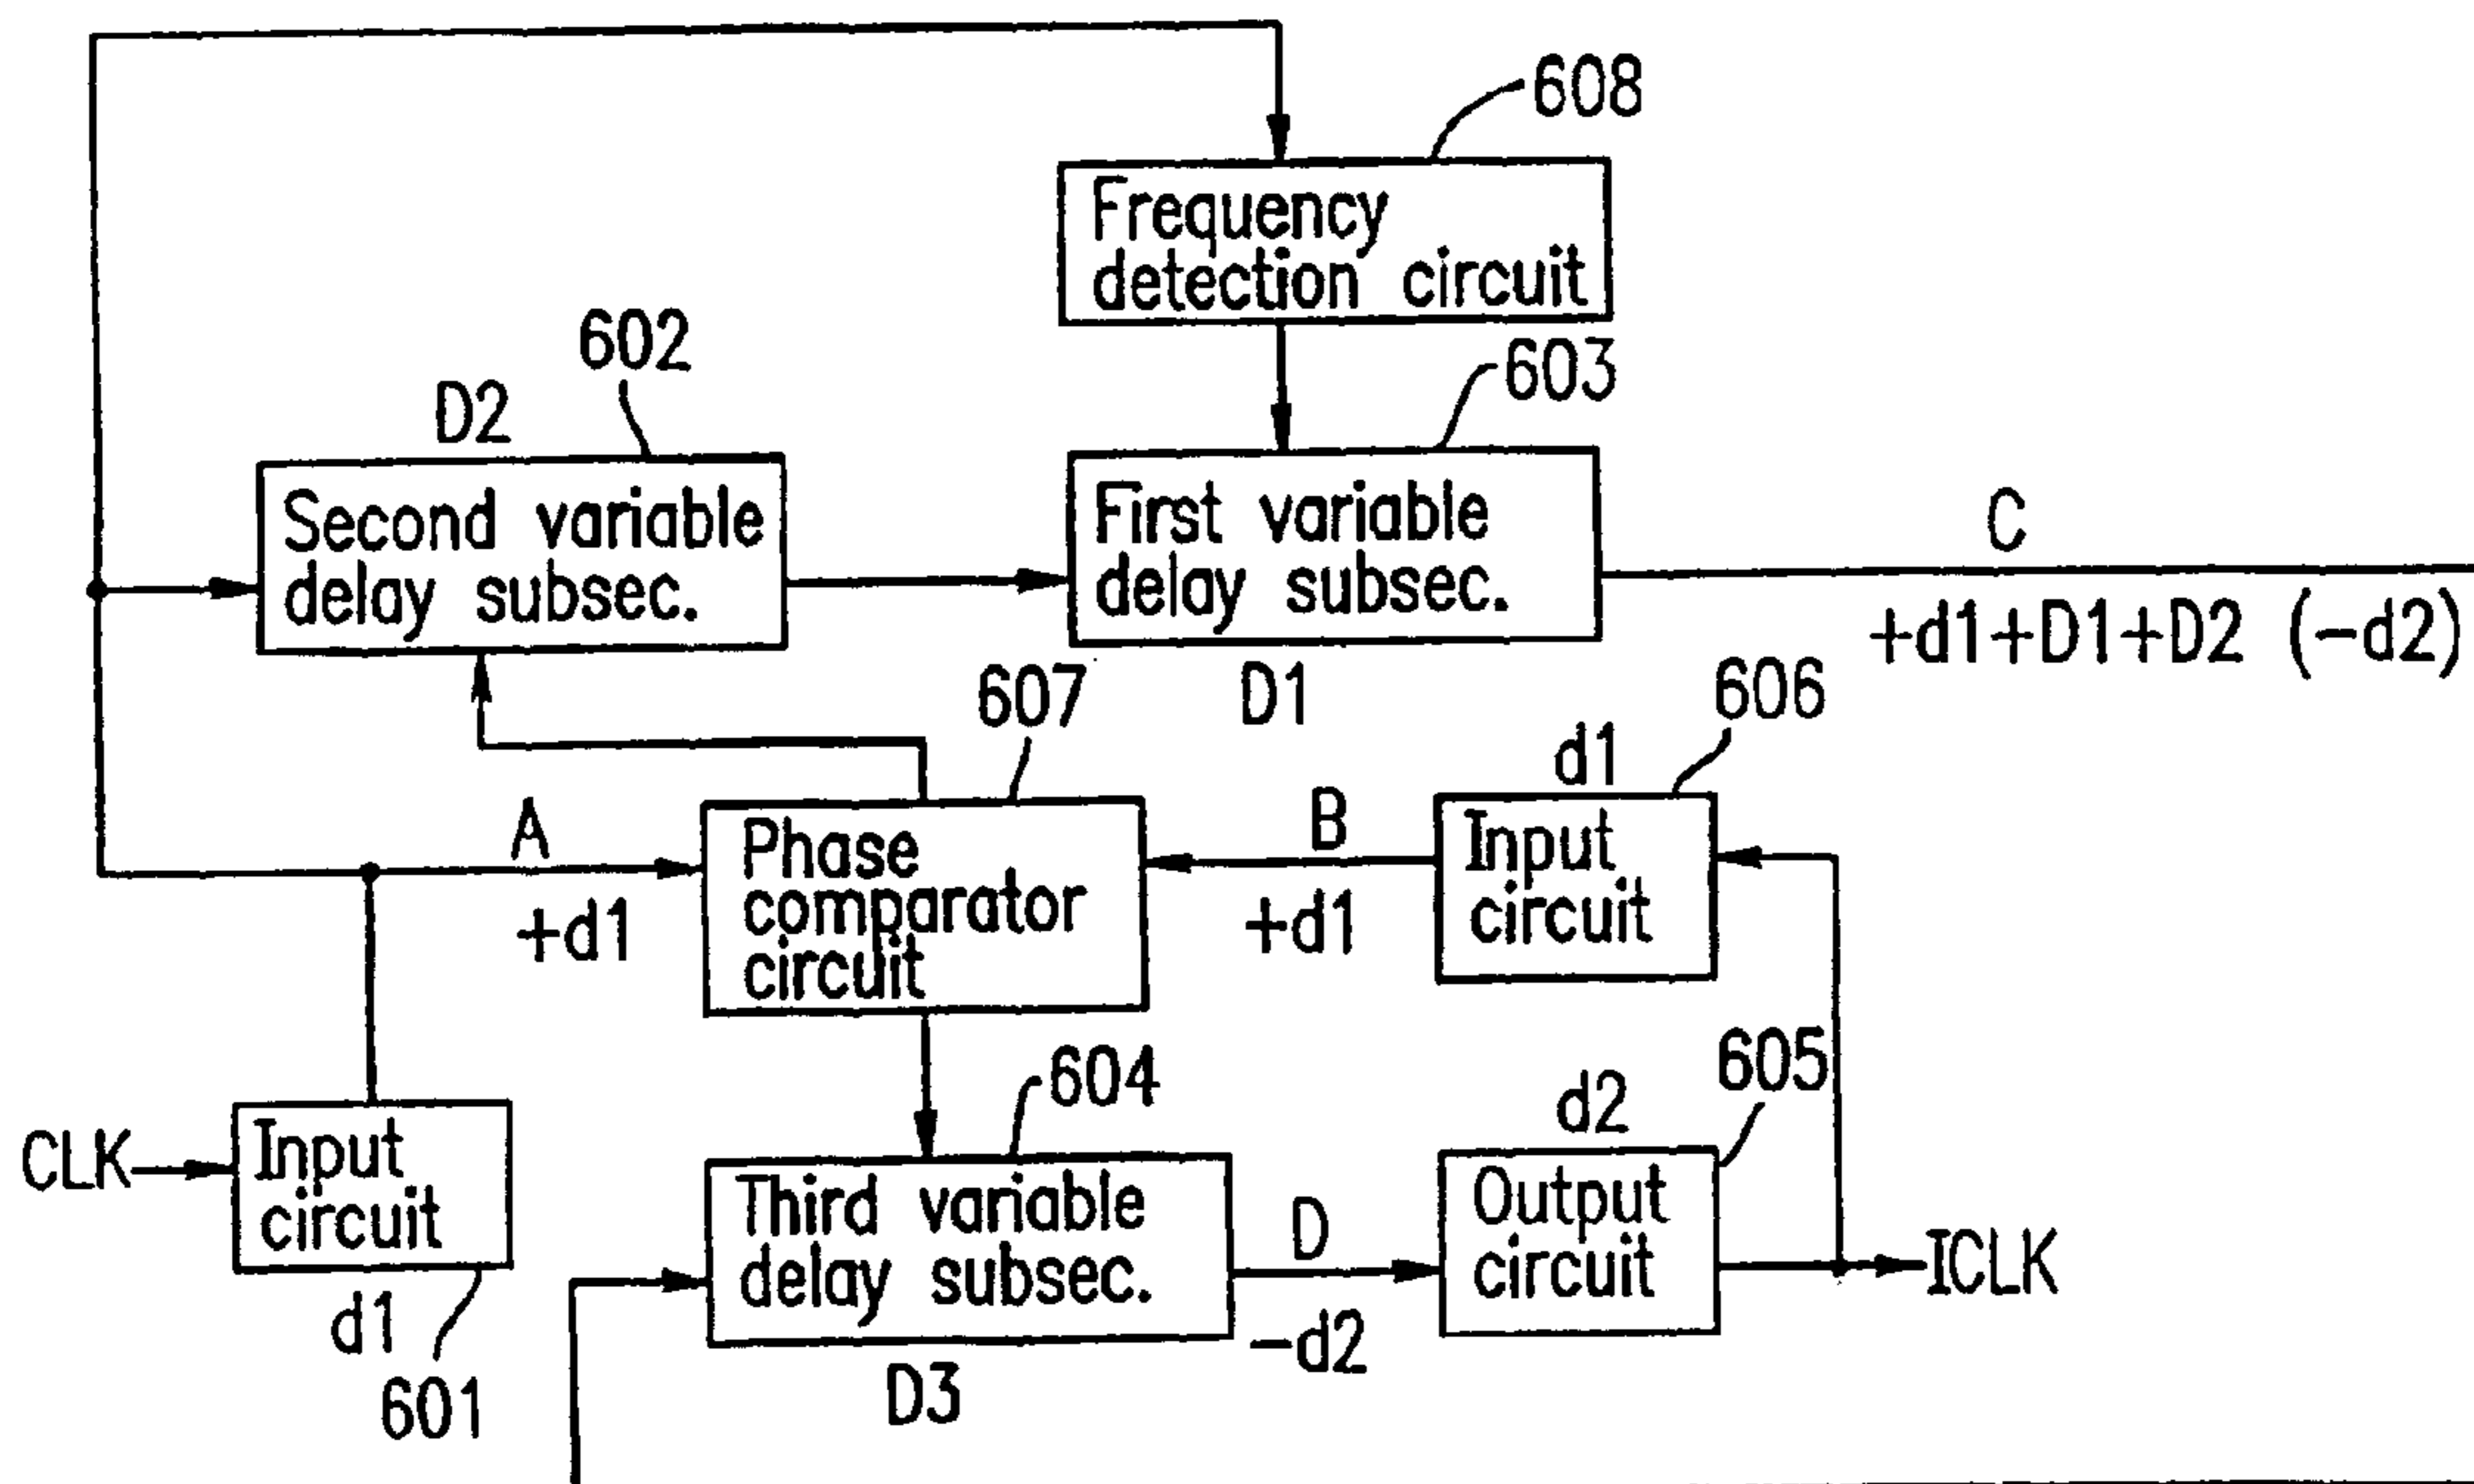 608
Frequency
detection circuit
602
603
D2
Second variable
delay subsec.
First variable
delay subsec.
C
+d1+D1+D2 (-d2)
607
D1
606
d1
A
+d1
Phase
comparator
circuit
B
+d1
Input
circuit
604
605
d2
CLK
Input
circuit
d1
601
Third variable
delay subsec.
D3
D
-d2
Output
circuit
ICLK